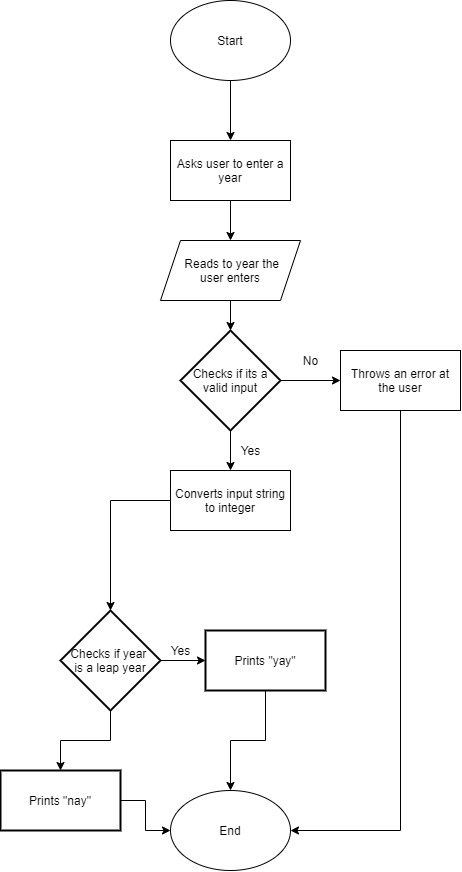 Start
Asks user to enter a
year
Reads to year the
user enters
Checks if its a
valid input
No
Throws an error at
the user
Yes
Converts input string
to integer
Checks if year
is a leap year
Yes
Prints "yay"
Prints "nay"
End